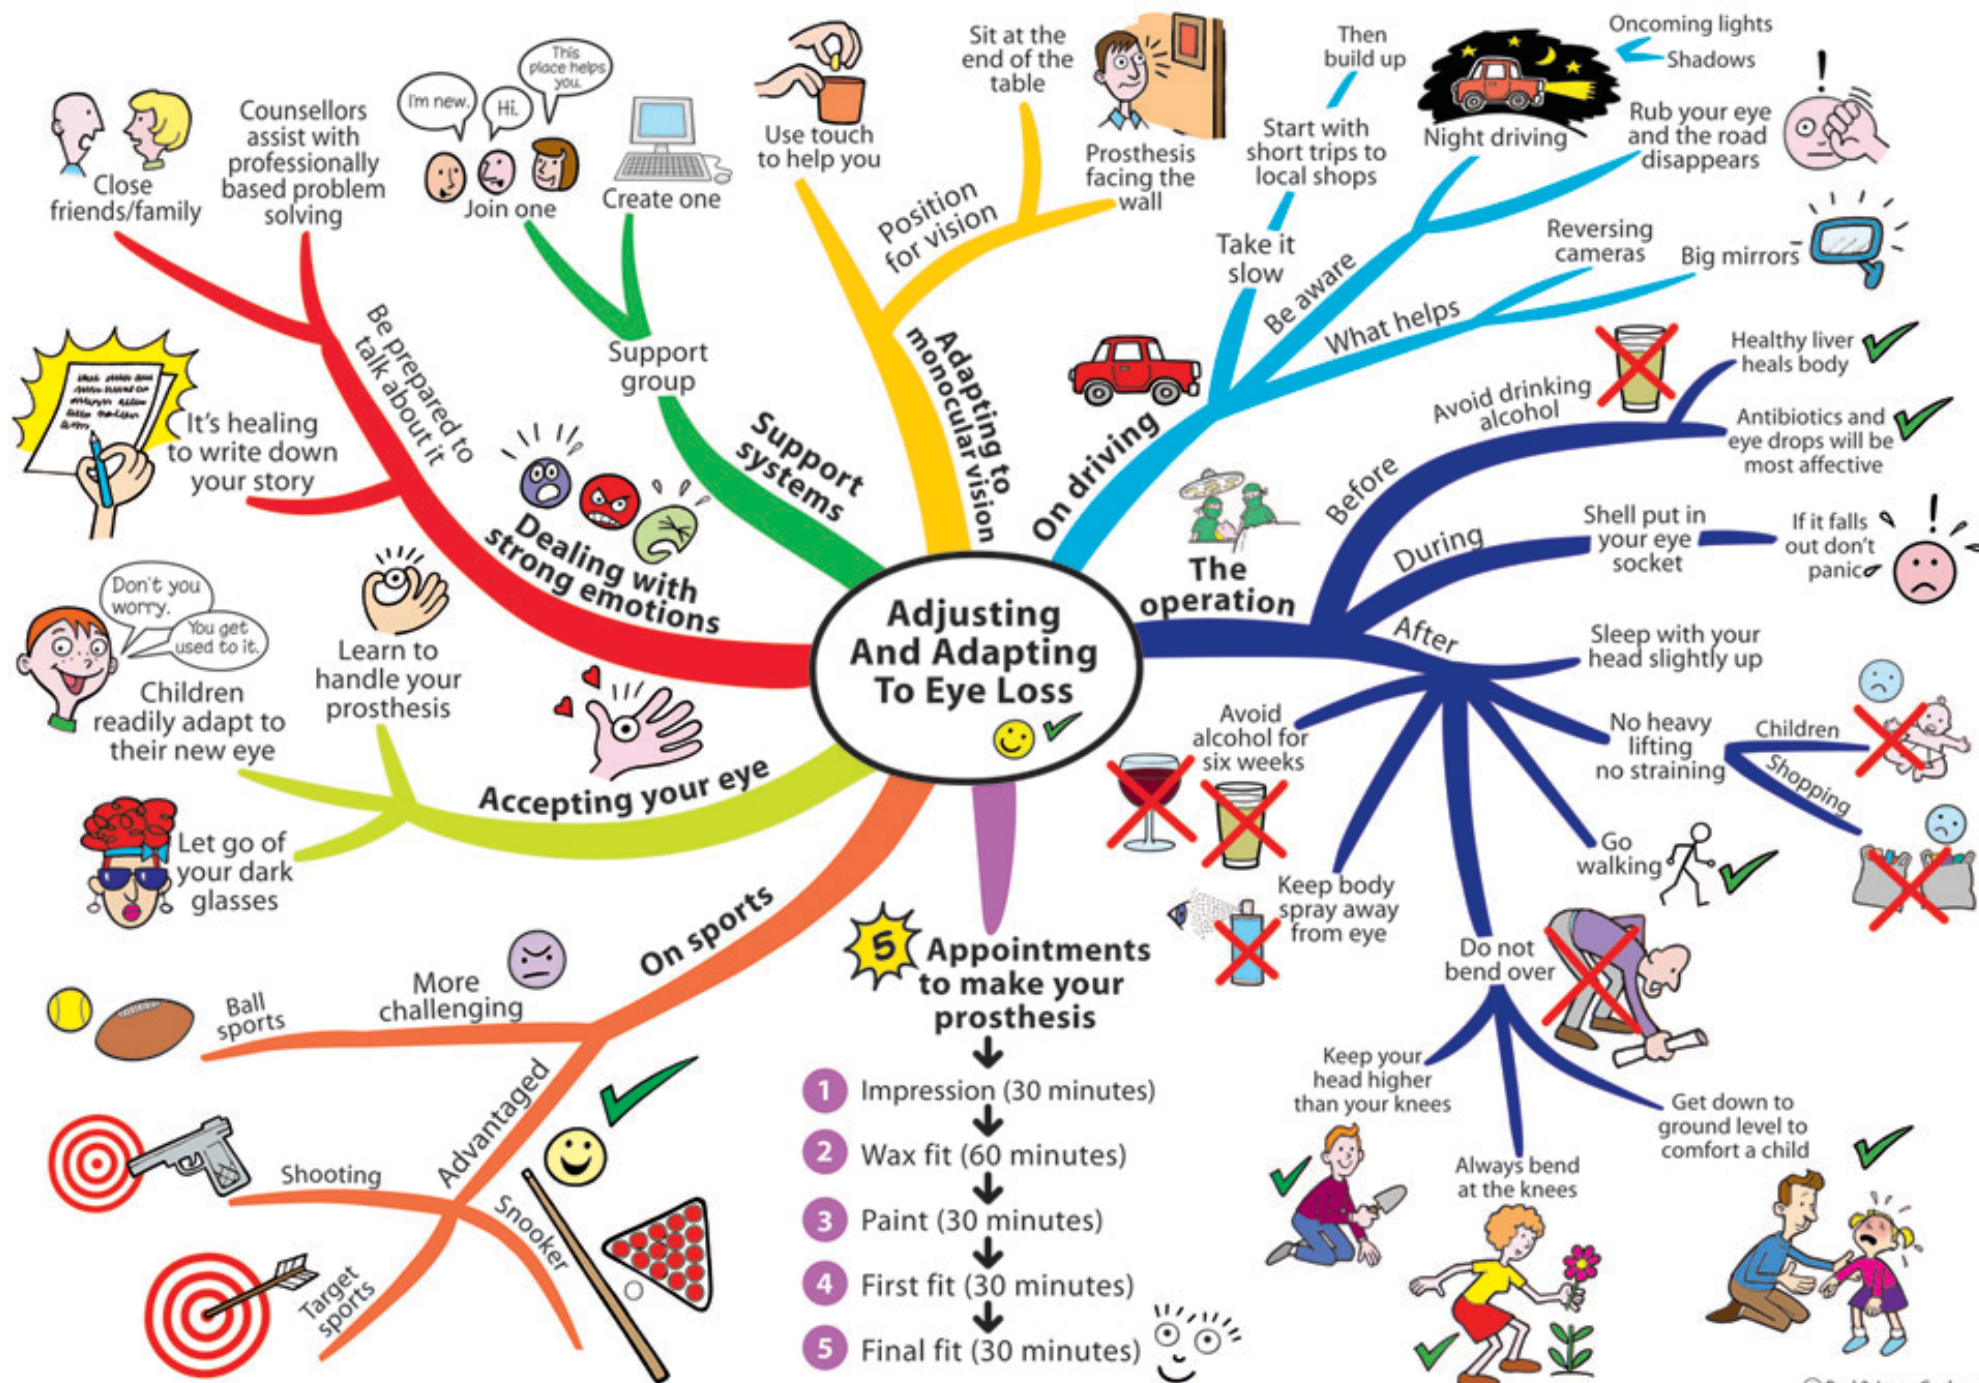 Adjusting
And Adapting
To Eye Loss
Support
systems
Support
group
Join one
I'm new.
Hi.
This
place helps
you.
Create one
Adapting to
monocular vision
Use touch
to help you
Position
for vision
Sit at the
end of the
table
Prosthesis
facing the
wall
On driving
Take it
slow
Start with
short trips to
local shops
Then
build up
Be aware
Night driving
Oncoming lights
Shadows
Rub your eye
and the road
disappears
!
What helps
Reversing
cameras
Big mirrors
The
operation
Before
Avoid drinking
alcohol
Healthy liver
heals body
Antibiotics and
eye drops will be
most affective
During
Shell put in
your eye
socket
If it falls
out don't
panic
!
After
Sleep with your
head slightly up
No heavy
lifting
no straining
Children
Shopping
Go
walking
Do not
bend over
Keep your
head higher
than your knees
Always bend
at the knees
Get down to
ground level to
comfort a child
Keep body
spray away
from eye
Avoid
alcohol for
six weeks
5 Appointments
to make your
prosthesis
1 Impression (30 minutes)
2 Wax fit (60 minutes)
3 Paint (30 minutes)
4 First fit (30 minutes)
5 Final fit (30 minutes)
On sports
More
challenging
Ball
sports
Advantaged
Shooting
Snooker
Target
sports
Accepting your eye
Learn to
handle your
prosthesis
Children
readily adapt to
their new eye
Don't you
worry.
You get
used to it.
Let go of
your dark
glasses
Dealing with
strong emotions
Be prepared to
talk about it
Close
friends/family
Counsellors
assist with
professionally
based problem
solving
It's healing
to write down
your story